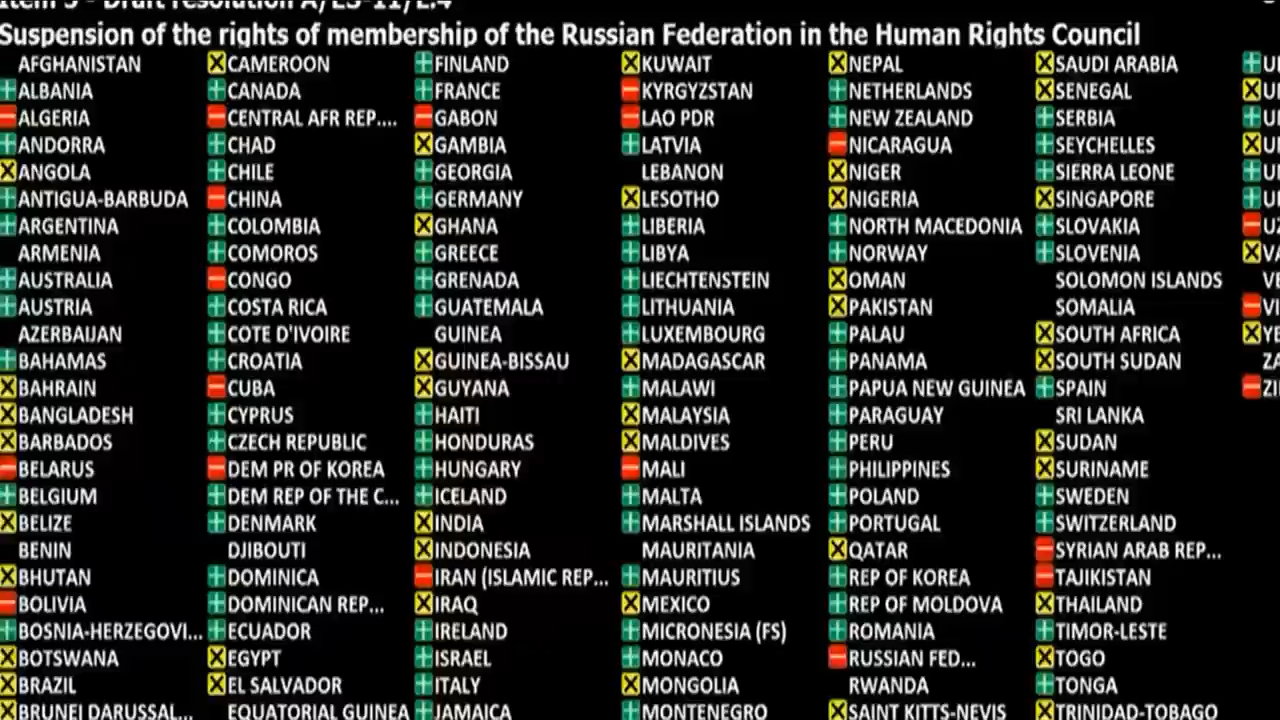 Item 5 - Draft resolution A/ES-11/L.4
Suspension of the rights of membership of the Russian Federation in the Human Rights Council
AFGHANISTAN
ALBANIA
ALGERIA
ANDORRA
ANGOLA
ANTIGUA-BARBUDA
ARGENTINA
ARMENIA
AUSTRALIA
AUSTRIA
AZERBAIJAN
BAHAMAS
BAHRAIN
BANGLADESH
BARBADOS
BELARUS
BELGIUM
BELIZE
BENIN
BHUTAN
BOLIVIA
BOSNIA-HERZEGOVI...
BOTSWANA
BRAZIL
BRUNEI DARUSSAL...
CAMEROON
CANADA
CENTRAL AFR REP....
CHAD
CHILE
CHINA
COLOMBIA
COMOROS
CONGO
COSTA RICA
COTE D'IVOIRE
CROATIA
CUBA
CYPRUS
CZECH REPUBLIC
DEM PR OF KOREA
DEM REP OF THE C...
DENMARK
DJIBOUTI
DOMINICA
DOMINICAN REP...
ECUADOR
EGYPT
EL SALVADOR
EQUATORIAL GUINEA
FINLAND
FRANCE
GABON
GAMBIA
GEORGIA
GERMANY
GHANA
GREECE
GRENADA
GUATEMALA
GUINEA
GUINEA-BISSAU
GUYANA
HAITI
HONDURAS
HUNGARY
ICELAND
INDIA
INDONESIA
IRAN (ISLAMIC REP...
IRAQ
IRELAND
ISRAEL
ITALY
JAMAICA
KUWAIT
KYRGYZSTAN
LAO PDR
LATVIA
LEBANON
LESOTHO
LIBERIA
LIBYA
LIECHTENSTEIN
LITHUANIA
LUXEMBOURG
MADAGASCAR
MALAWI
MALAYSIA
MALDIVES
MALI
MALTA
MARSHALL ISLANDS
MAURITANIA
MAURITIUS
MEXICO
MICRONESIA (FS)
MONACO
MONGOLIA
MONTENEGRO
NEPAL
NETHERLANDS
NEW ZEALAND
NICARAGUA
NIGER
NIGERIA
NORTH MACEDONIA
NORWAY
OMAN
PAKISTAN
PALAU
PANAMA
PAPUA NEW GUINEA
PARAGUAY
PERU
PHILIPPINES
POLAND
PORTUGAL
QATAR
REP OF KOREA
REP OF MOLDOVA
ROMANIA
RUSSIAN FED...
RWANDA
SAINT KITTS-NEVIS
SAUDI ARABIA
SENEGAL
SERBIA
SEYCHELLES
SIERRA LEONE
SINGAPORE
SLOVAKIA
SLOVENIA
SOLOMON ISLANDS
SOMALIA
SOUTH AFRICA
SOUTH SUDAN
SPAIN
SRI LANKA
SUDAN
SURINAME
SWEDEN
SWITZERLAND
SYRIAN ARAB REP...
TAJIKISTAN
THAILAND
TIMOR-LESTE
TOGO
TONGA
TRINIDAD-TOBAGO